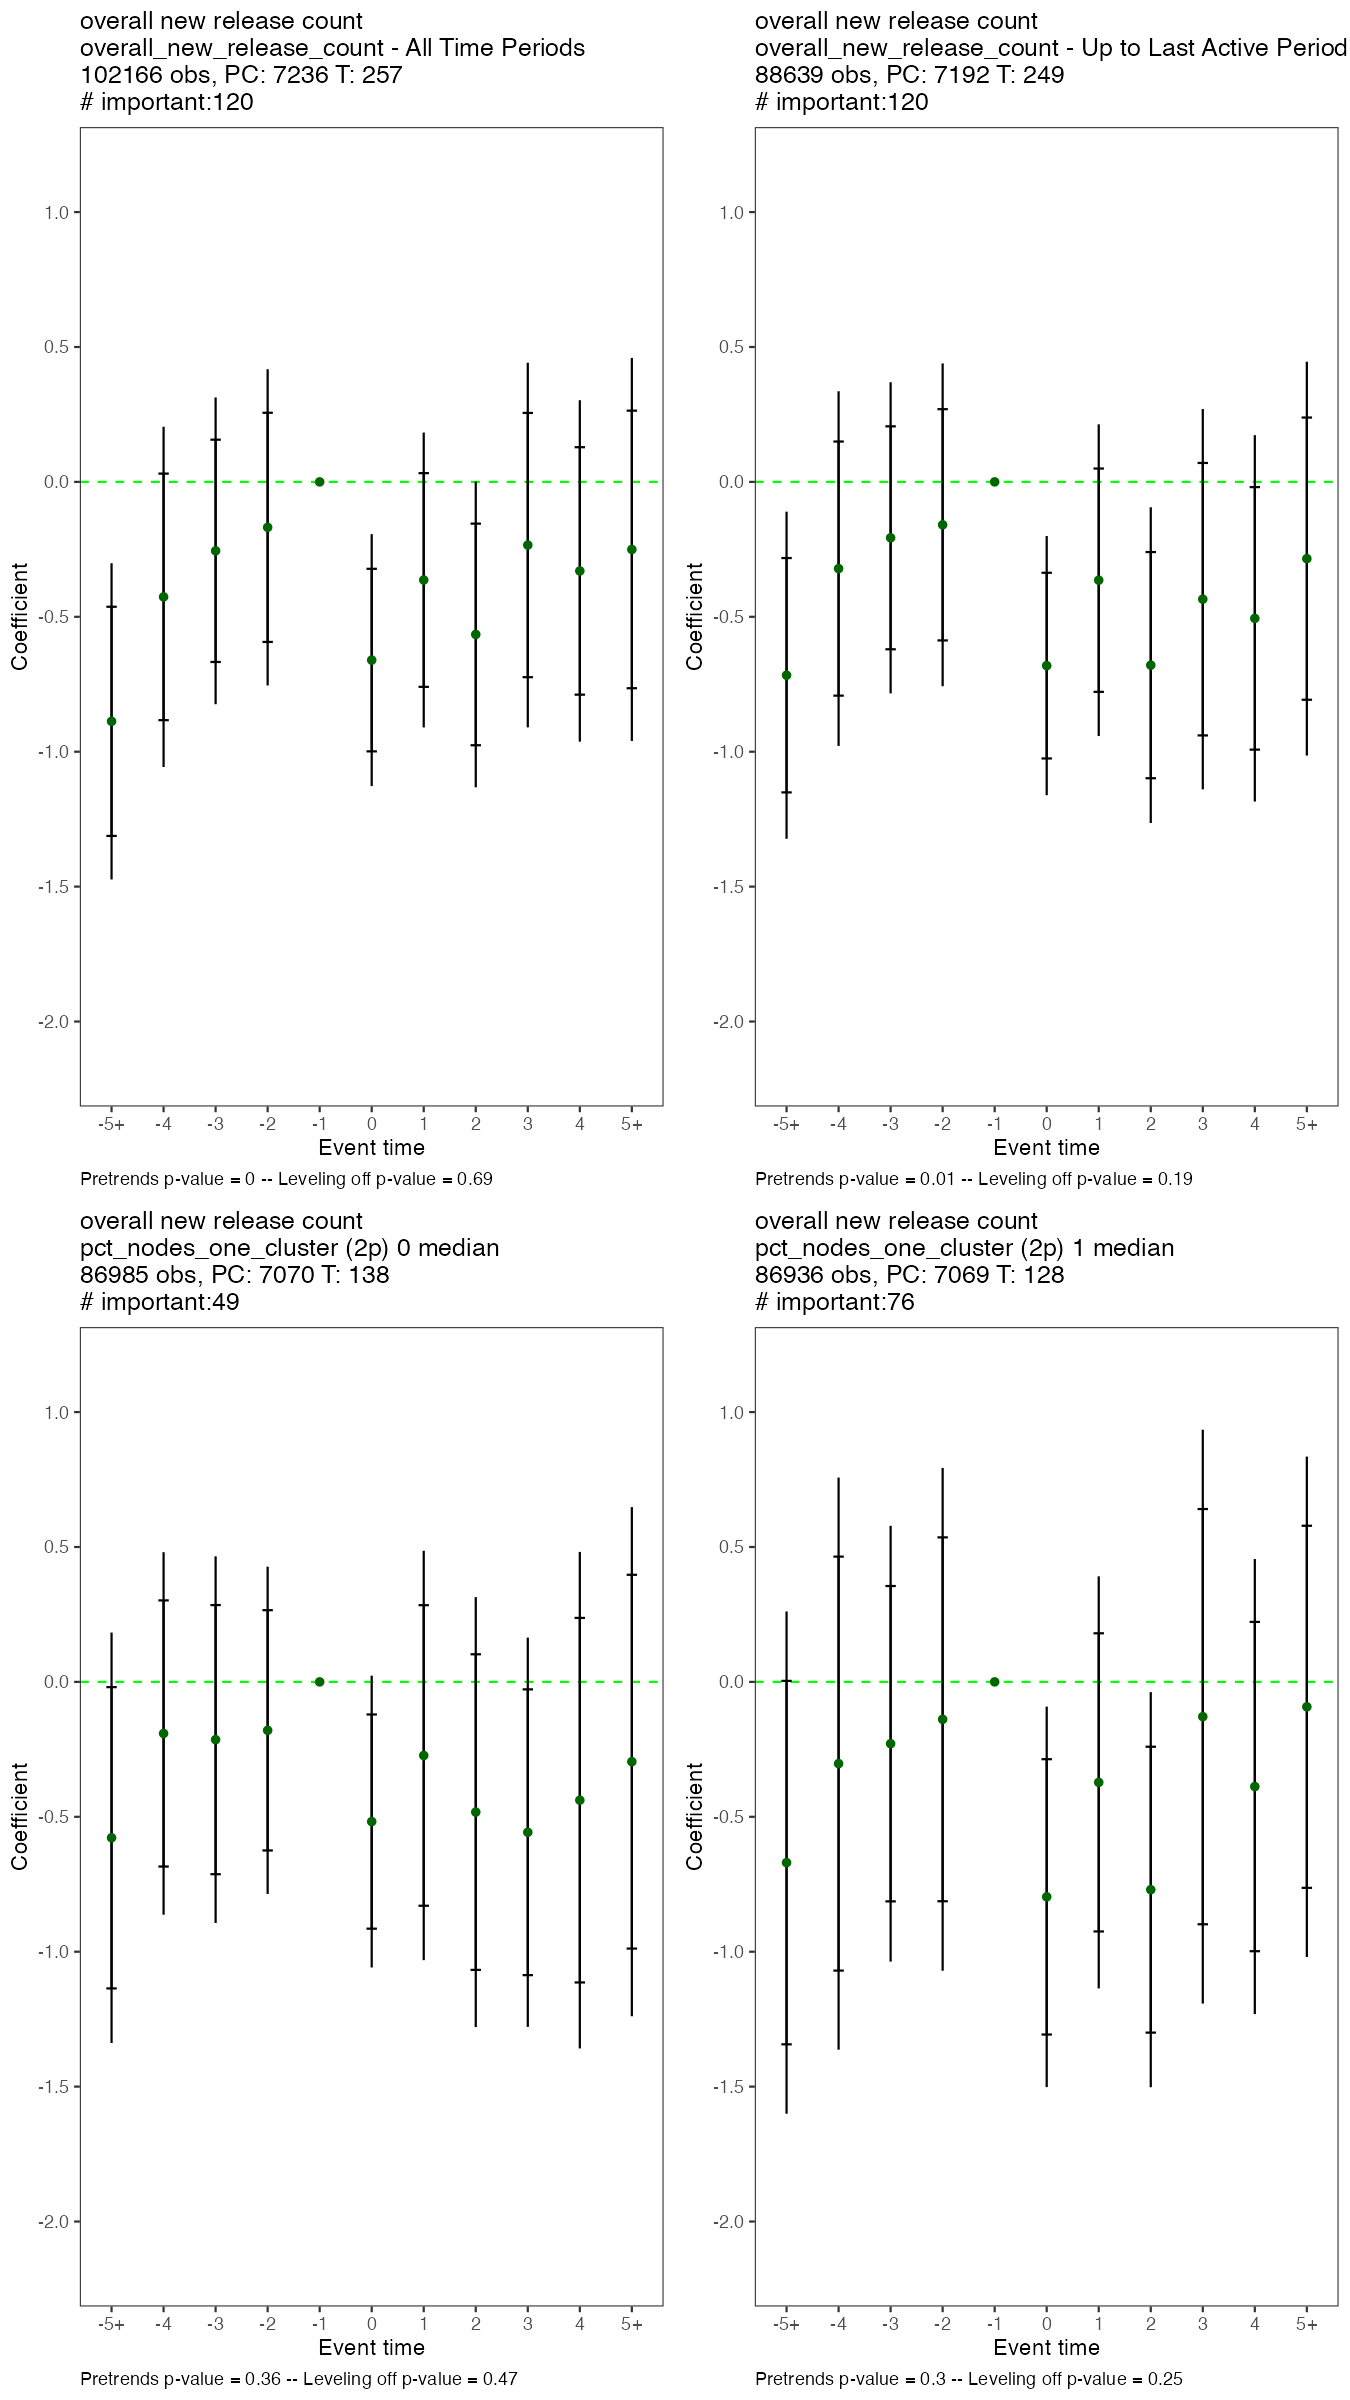 overall new release count
overall_new_release_count - All Time Periods
102166 obs, PC: 7236 T: 257
# important:120
1.0
0.5
0.0
-0.5
-1.0
-1.5
-2.0
Coefficient
-5+ -4 -3 -2 -1 0 1 2 3 4 5+
Event time
Pretrends p-value = 0 -- Leveling off p-value = 0.69
overall new release count
overall_new_release_count - Up to Last Active Period
88639 obs, PC: 7192 T: 249
# important:120
1.0
0.5
0.0
-0.5
-1.0
-1.5
-2.0
Coefficient
-5+ -4 -3 -2 -1 0 1 2 3 4 5+
Event time
Pretrends p-value = 0.01 -- Leveling off p-value = 0.19
overall new release count
pct_nodes_one_cluster (2p) 0 median
86985 obs, PC: 7070 T: 138
# important:49
1.0
0.5
0.0
-0.5
-1.0
-1.5
-2.0
Coefficient
-5+ -4 -3 -2 -1 0 1 2 3 4 5+
Event time
Pretrends p-value = 0.36 -- Leveling off p-value = 0.47
overall new release count
pct_nodes_one_cluster (2p) 1 median
86936 obs, PC: 7069 T: 128
# important:76
1.0
0.5
0.0
-0.5
-1.0
-1.5
-2.0
Coefficient
-5+ -4 -3 -2 -1 0 1 2 3 4 5+
Event time
Pretrends p-value = 0.3 -- Leveling off p-value = 0.25